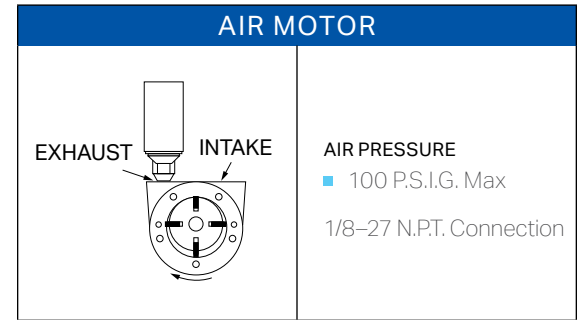 AIR MOTOR
EXHAUST
INTAKE
AIR PRESSURE
100 P.S.I.G. Max
1/8–27 N.P.T. Connection